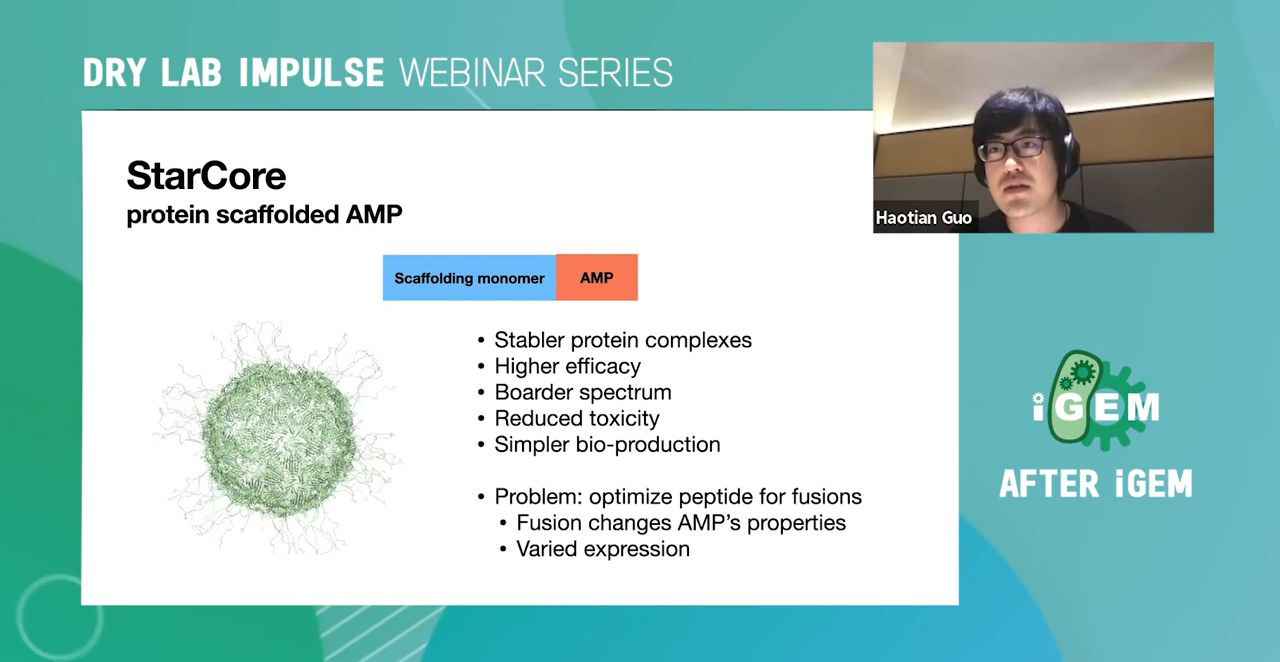 DRY LAB IMPULSE WEBINAR SERIES
StarCore
protein scaffolded AMP
Scaffolding monomer
AMP
• Stabler protein complexes
• Higher efficacy
• Boarder spectrum
• Reduced toxicity
• Simpler bio-production
• Problem: optimize peptide for fusions
• Fusion changes AMP's properties
• Varied expression
Haotian Guo
iGEM
AFTER iGEM